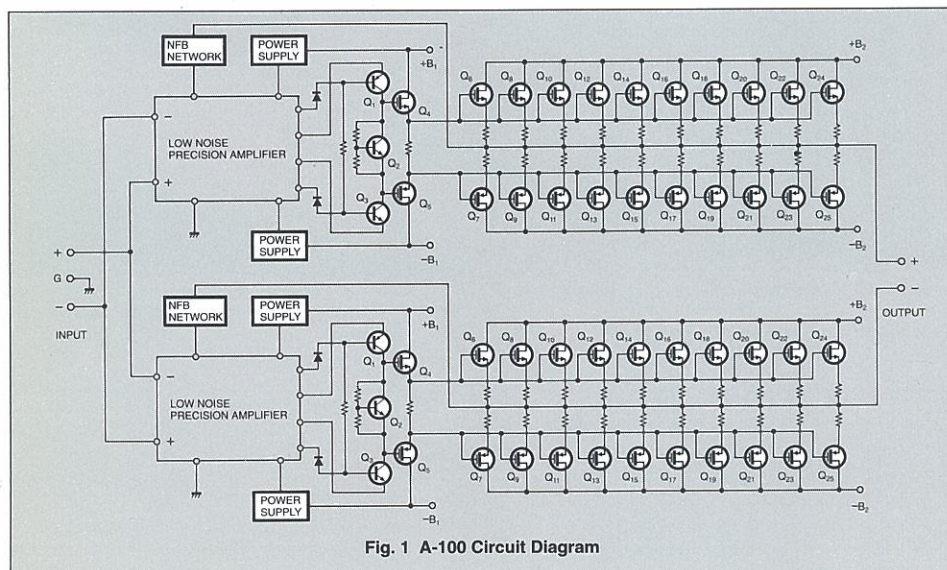 NFB NETWORK
POWER SUPPLY
-
+B₁
+B₂
Q₆ Q₈ Q₁₀ Q₁₂ Q₁₄ Q₁₆ Q₁₈ Q₂₀ Q₂₂ Q₂₄
Q₁
Q₄
−
LOW NOISE
PRECISION AMPLIFIER
Q₂
+
Q₃
Q₅
Q₇ Q₉ Q₁₁ Q₁₃ Q₁₅ Q₁₇ Q₁₉ Q₂₁ Q₂₃ Q₂₅
POWER SUPPLY
−B₁
−B₂
+
G
−
INPUT
+
−
OUTPUT
NFB NETWORK
POWER SUPPLY
+B₁
+B₂
Q₆ Q₈ Q₁₀ Q₁₂ Q₁₄ Q₁₆ Q₁₈ Q₂₀ Q₂₂ Q₂₄
Q₁
Q₄
−
LOW NOISE
PRECISION AMPLIFIER
Q₂
+
Q₃
Q₅
Q₇ Q₉ Q₁₁ Q₁₃ Q₁₅ Q₁₇ Q₁₉ Q₂₁ Q₂₃ Q₂₅
POWER SUPPLY
−B₁
−B₂
Fig. 1 A-100 Circuit Diagram